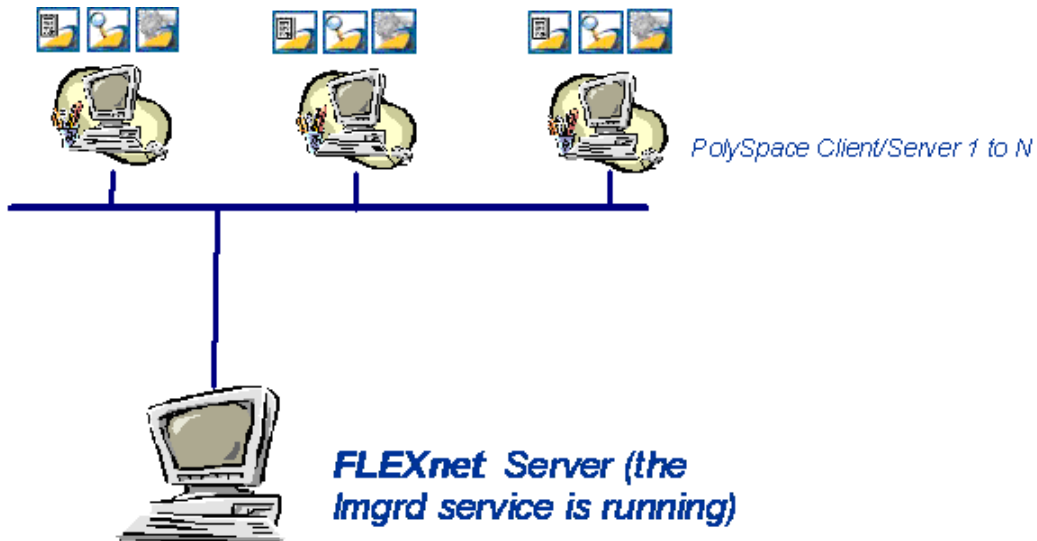 PolySpace Client/Server 1 to N
FLEXnet Server (the
lmgrd service is running)